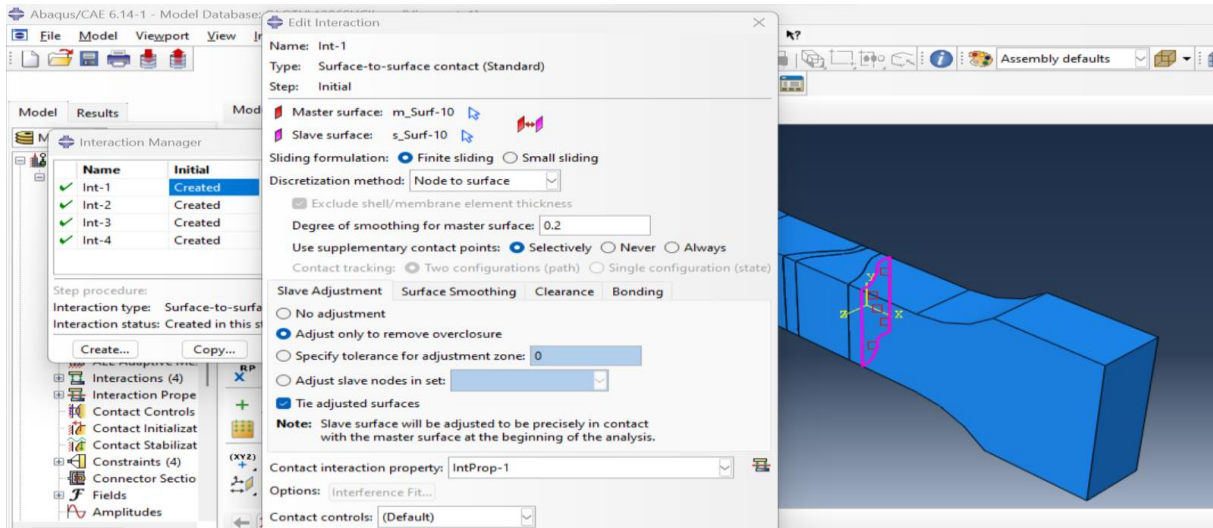 Abaqus/CAE 6.14-1 - Model Database:
File Model Viewport View
Assembly defaults
Model Results
Interaction Manager
Name Initial
Int-1 Created
Int-2 Created
Int-3 Created
Int-4 Created
Step procedure:
Interaction type: Surface-to-surfa
Interaction status: Created in this s
Create... Copy...
Interactions (4)
Interaction Prope
Contact Controls
Contact Initializat
Contact Stabilizat
Constraints (4)
Connector Sectio
Fields
Amplitudes
RP
(XYZ)
Edit Interaction
Name: Int-1
Type: Surface-to-surface contact (Standard)
Step: Initial
Master surface: m_Surf-10
Slave surface: s_Surf-10
Sliding formulation: Finite sliding Small sliding
Discretization method: Node to surface
Exclude shell/membrane element thickness
Degree of smoothing for master surface: 0.2
Use supplementary contact points: Selectively Never Always
Contact tracking: Two configurations (path) Single configuration (state)
Slave Adjustment Surface Smoothing Clearance Bonding
No adjustment
Adjust only to remove overclosure
Specify tolerance for adjustment zone: 0
Adjust slave nodes in set:
Tie adjusted surfaces
Note: Slave surface will be adjusted to be precisely in contact
with the master surface at the beginning of the analysis.
Contact interaction property: IntProp-1
Options: Interference Fit...
Contact controls: (Default)
Y
Z X